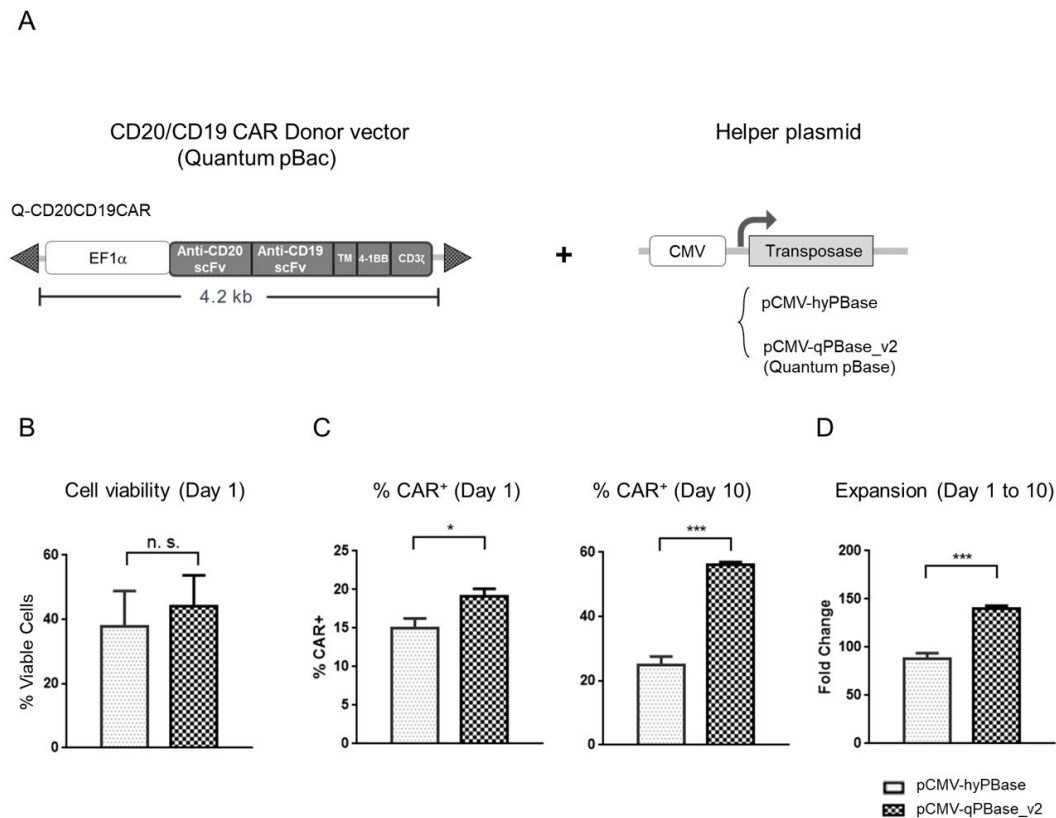 A
CD20/CD19 CAR Donor vector
(Quantum pBac)
Helper plasmid
Q-CD20CD19CAR
EF1α
Anti-CD20
scFv
Anti-CD19
scFv
TM
4-1BB
CD3ζ
4.2 kb
+
CMV
Transposase
pCMV-hyPBase
pCMV-qPBase_v2
(Quantum pBase)
B
Cell viability (Day 1)
n. s.
% Viable Cells
60
40
20
0
C
% CAR⁺ (Day 1)
*
% CAR+
25
20
15
10
5
0
% CAR⁺ (Day 10)
***
60
40
20
0
D
Expansion (Day 1 to 10)
***
Fold Change
200
150
100
50
0
pCMV-hyPBase
pCMV-qPBase_v2